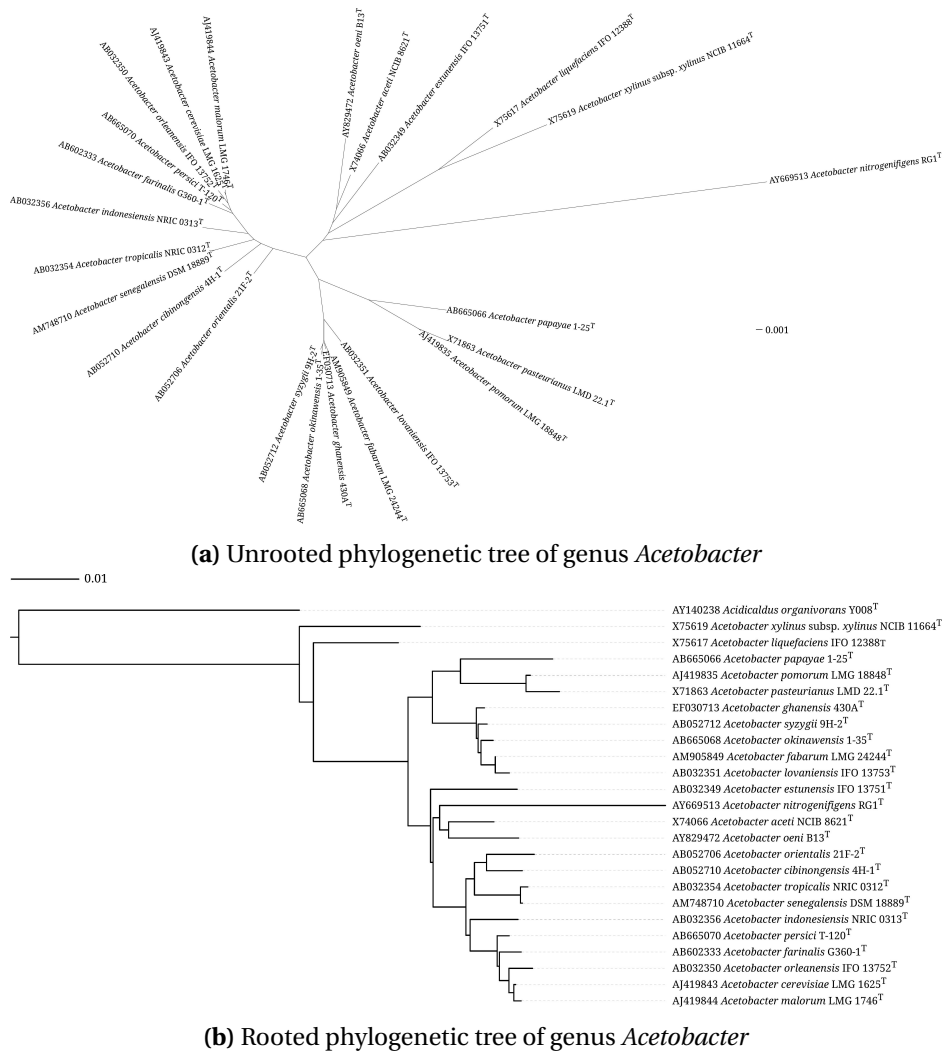 AJ419844 Acetobacter malorum LMG 1746T
AJ419843 Acetobacter cerevisiae LMG 1625T
AB032350 Acetobacter orleanensis IFO 13752T
AB665070 Acetobacter persici T-120T
AB602333 Acetobacter farinalis G360-1T
AB032356 Acetobacter indonesiensis NRIC 0313T
AB032354 Acetobacter tropicalis NRIC 0312T
AM748710 Acetobacter senegalensis DSM 18889T
AB052710 Acetobacter cibinongensis 4H-1T
AB052706 Acetobacter orientalis 21F-2T
AB052712 Acetobacter syzygii 9H-2T
AB665068 Acetobacter okinawensis 1-35T
EF030713 Acetobacter ghanensis 430AT
AM905849 Acetobacter fabarum LMG 24244T
AB032351 Acetobacter lovaniensis IFO 13753T
AJ419835 Acetobacter pomorum LMG 18848T
X71863 Acetobacter pasteurianus LMD 22.1T
AB665066 Acetobacter papayae 1-25T
AY669513 Acetobacter nitrogenifigens RG1T
X75619 Acetobacter xylinus subsp. xylinus NCIB 11664T
X75617 Acetobacter liquefaciens IFO 12388T
AB032349 Acetobacter estunensis IFO 13751T
X74066 Acetobacter aceti NCIB 8621T
AY829472 Acetobacter oeni B13T
0.001
(a) Unrooted phylogenetic tree of genus Acetobacter
0.01
AY140238 Acidicaldus organivorans Y008T
X75619 Acetobacter xylinus subsp. xylinus NCIB 11664T
X75617 Acetobacter liquefaciens IFO 12388T
AB665066 Acetobacter papayae 1-25T
AJ419835 Acetobacter pomorum LMG 18848T
X71863 Acetobacter pasteurianus LMD 22.1T
EF030713 Acetobacter ghanensis 430AT
AB052712 Acetobacter syzygii 9H-2T
AB665068 Acetobacter okinawensis 1-35T
AM905849 Acetobacter fabarum LMG 24244T
AB032351 Acetobacter lovaniensis IFO 13753T
AB032349 Acetobacter estunensis IFO 13751T
AY669513 Acetobacter nitrogenifigens RG1T
X74066 Acetobacter aceti NCIB 8621T
AY829472 Acetobacter oeni B13T
AB052706 Acetobacter orientalis 21F-2T
AB052710 Acetobacter cibinongensis 4H-1T
AB032354 Acetobacter tropicalis NRIC 0312T
AM748710 Acetobacter senegalensis DSM 18889T
AB032356 Acetobacter indonesiensis NRIC 0313T
AB665070 Acetobacter persici T-120T
AB602333 Acetobacter farinalis G360-1T
AB032350 Acetobacter orleanensis IFO 13752T
AJ419843 Acetobacter cerevisiae LMG 1625T
AJ419844 Acetobacter malorum LMG 1746T
(b) Rooted phylogenetic tree of genus Acetobacter